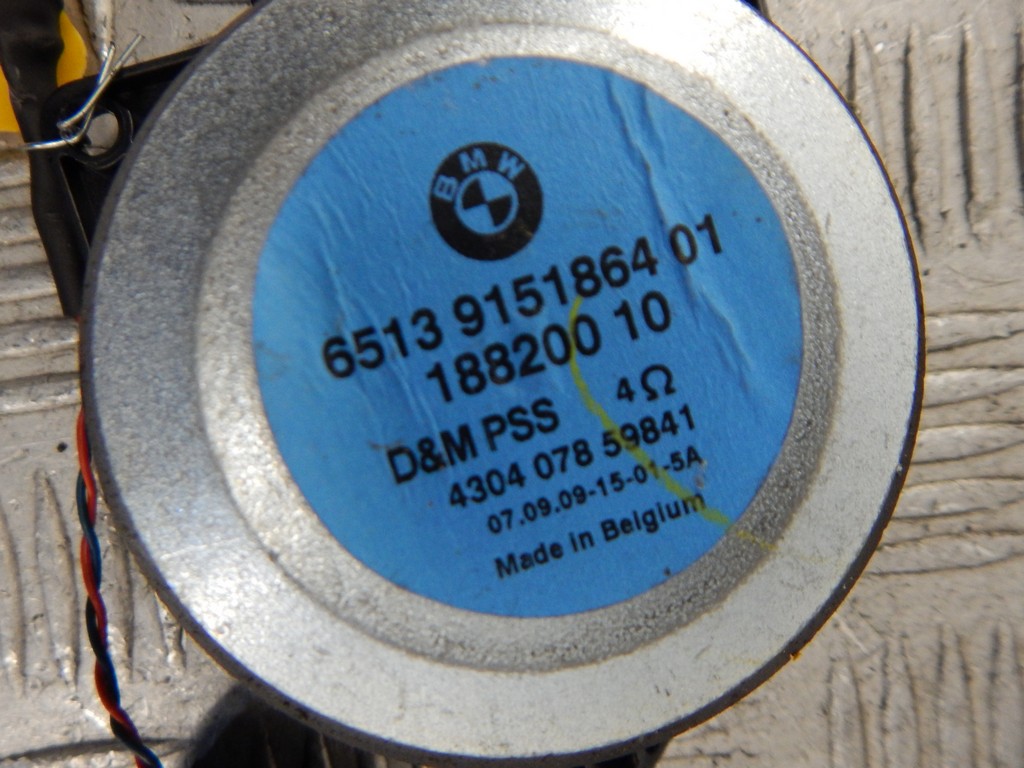 BMW
6513 9151864 01
188200 10
D&M PSS 4Ω
4304 078 59841
07.09.09-15-01-5A
Made in Belgium